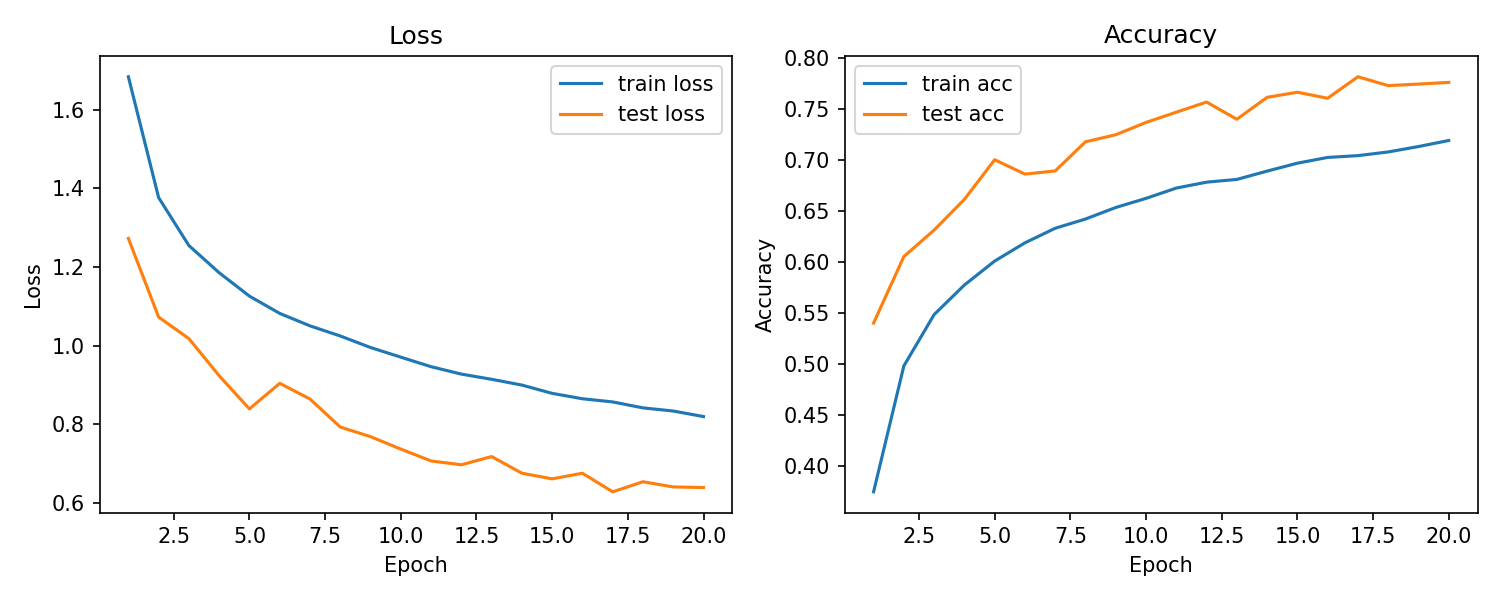 Loss
train loss
test loss
1.6
1.4
1.2
1.0
0.8
0.6
Loss
2.5 5.0 7.5 10.0 12.5 15.0 17.5 20.0
Epoch
Accuracy
train acc
test acc
0.80
0.75
0.70
0.65
0.60
0.55
0.50
0.45
0.40
Accuracy
2.5 5.0 7.5 10.0 12.5 15.0 17.5 20.0
Epoch